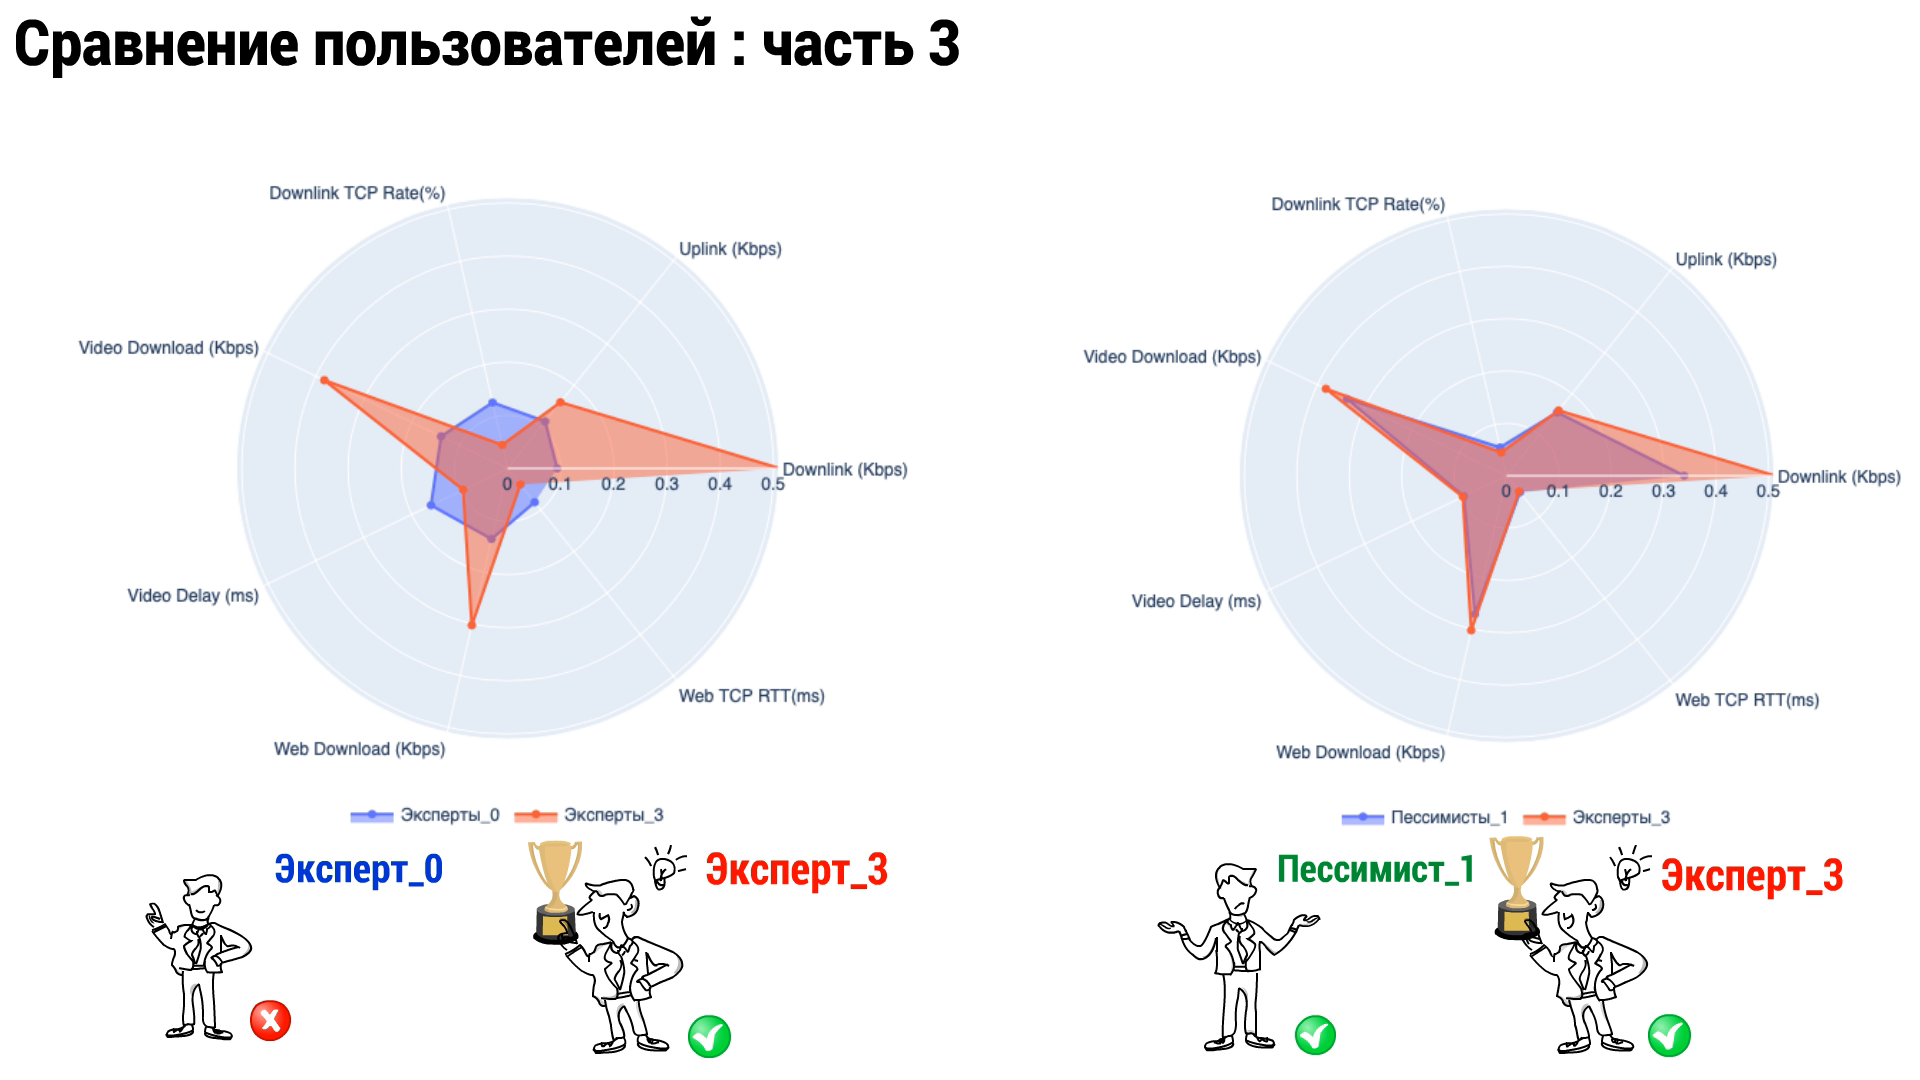 Сравнение пользователей : часть 3
Downlink TCP Rate(%)
Uplink (Kbps)
Video Download (Kbps)
Downlink (Kbps)
0 0.1 0.2 0.3 0.4 0.5
Video Delay (ms)
Web TCP RTT(ms)
Web Download (Kbps)
Эксперты_0 Эксперты_3
Эксперт_0
Эксперт_3
Downlink TCP Rate(%)
Uplink (Kbps)
Video Download (Kbps)
Downlink (Kbps)
0 0.1 0.2 0.3 0.4 0.5
Video Delay (ms)
Web TCP RTT(ms)
Web Download (Kbps)
Пессимисты_1 Эксперты_3
Пессимист_1
Эксперт_3